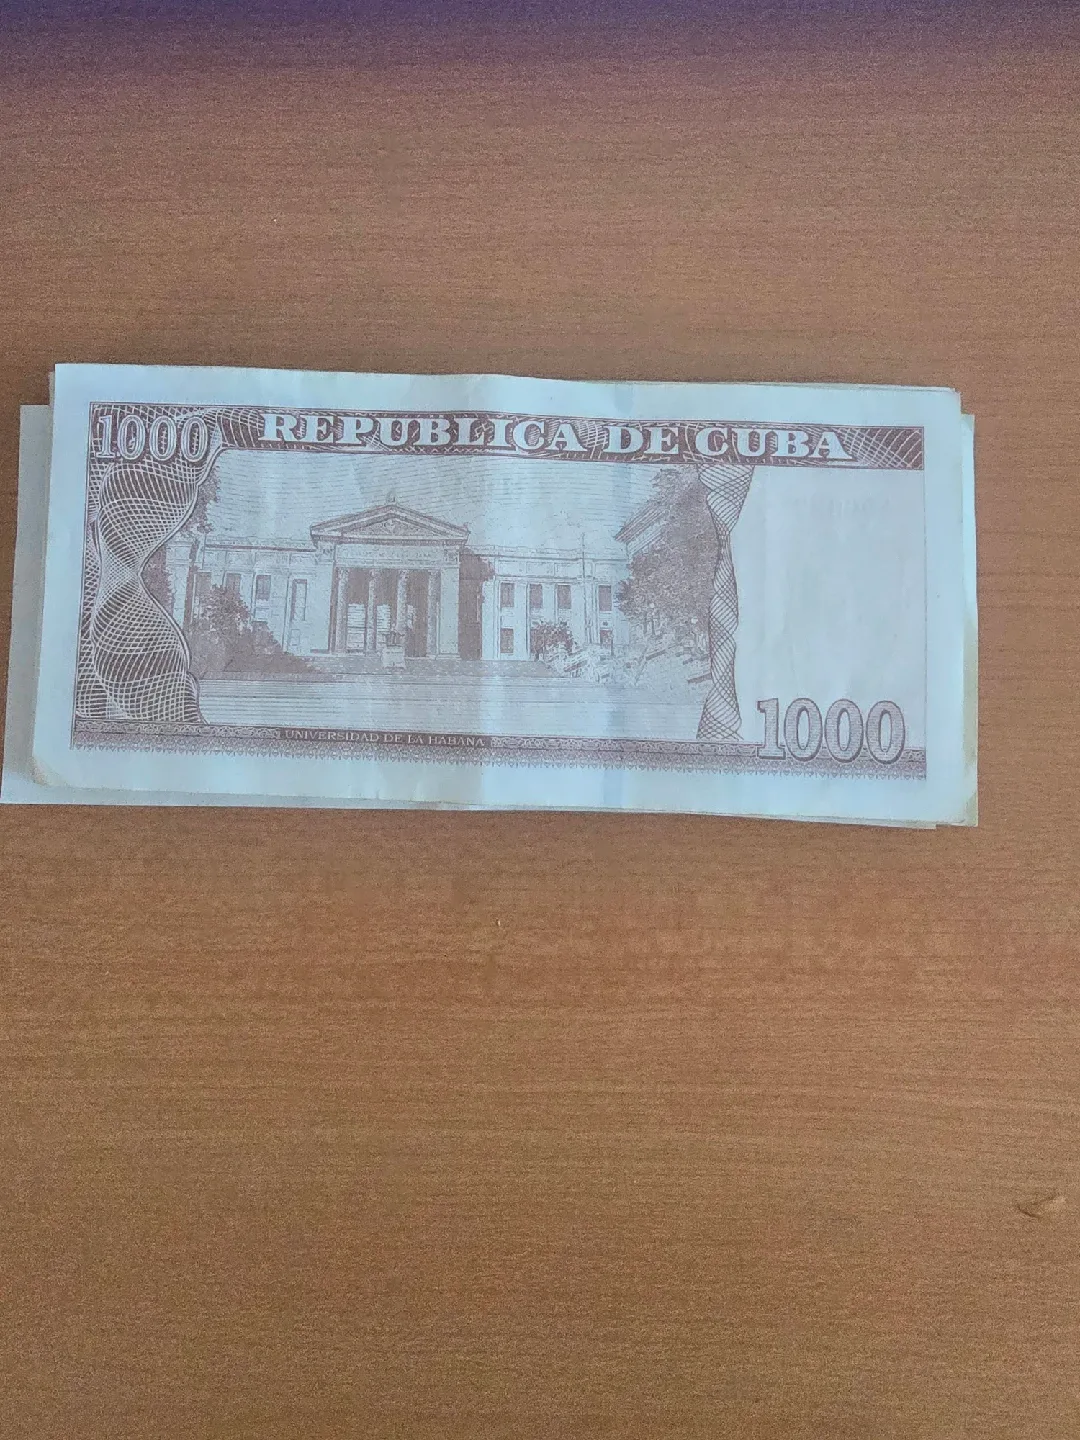 1000 REPUBLICA DE CUBA
UNIVERSIDAD DE LA HABANA
1000